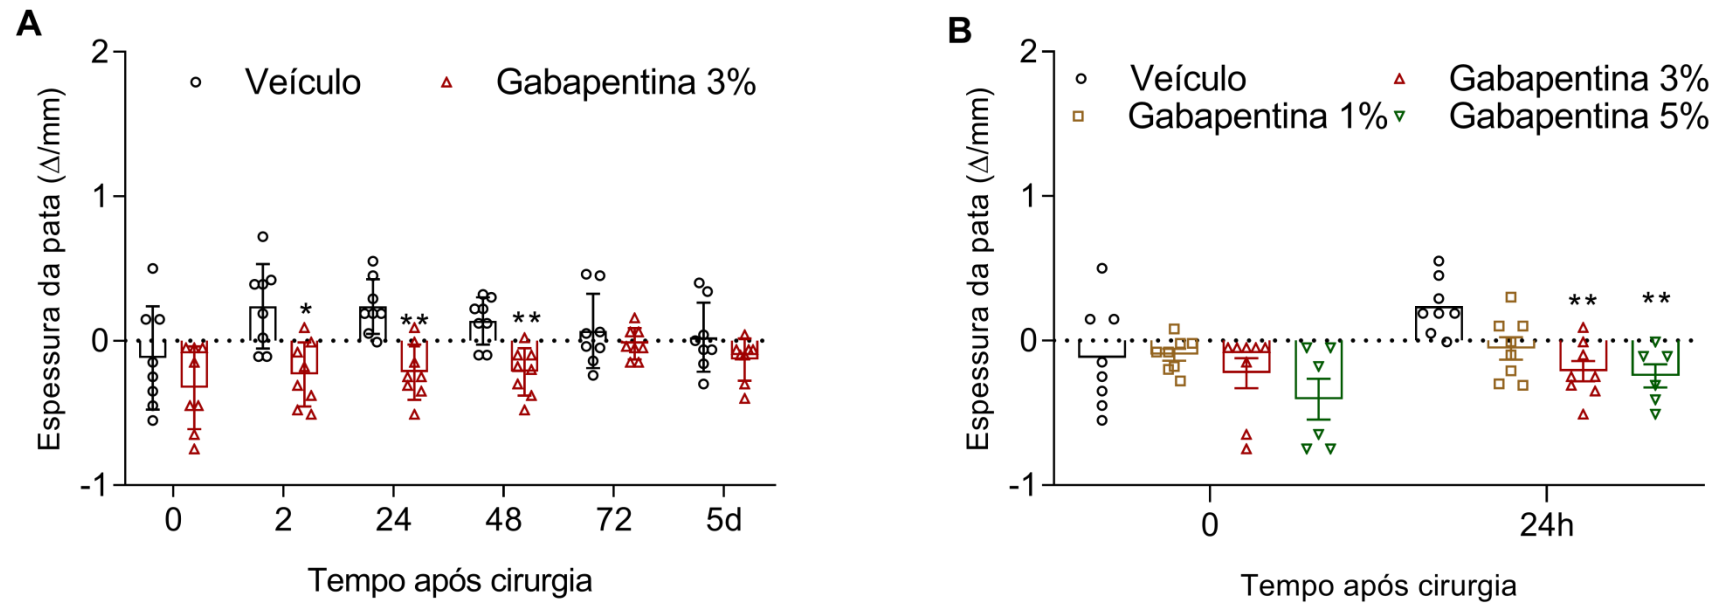 A
Espessura da pata (Δ/mm)
2
1
0
-1
Veículo
Gabapentina 3%
*
**
**
0
2
24
48
72
5d
Tempo após cirurgia
B
Espessura da pata (Δ/mm)
2
1
0
-1
Veículo
Gabapentina 3%
Gabapentina 1%
Gabapentina 5%
**
**
0
24h
Tempo após cirurgia